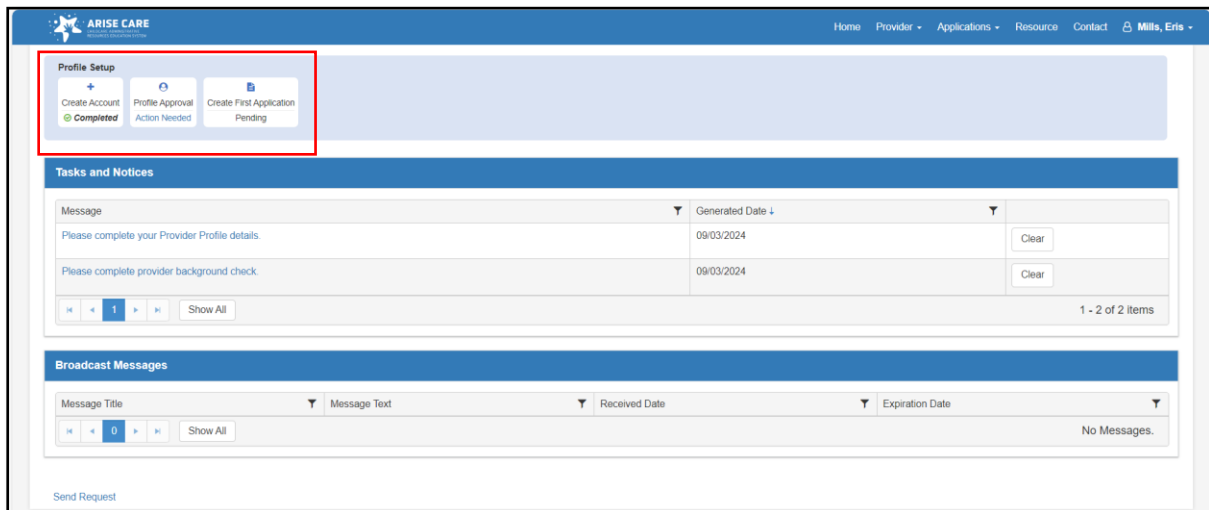 ARISE CARE
Home Provider Applications Resource Contact Mills, Eris
Profile Setup
Create Account Profile Approval Create First Application
Completed Action Needed Pending
Tasks and Notices
Message Generated Date ↓
Please complete your Provider Profile details. 09/03/2024 Clear
Please complete provider background check. 09/03/2024 Clear
1 Show All 1 - 2 of 2 items
Broadcast Messages
Message Title Message Text Received Date Expiration Date
0 Show All No Messages.
Send Request